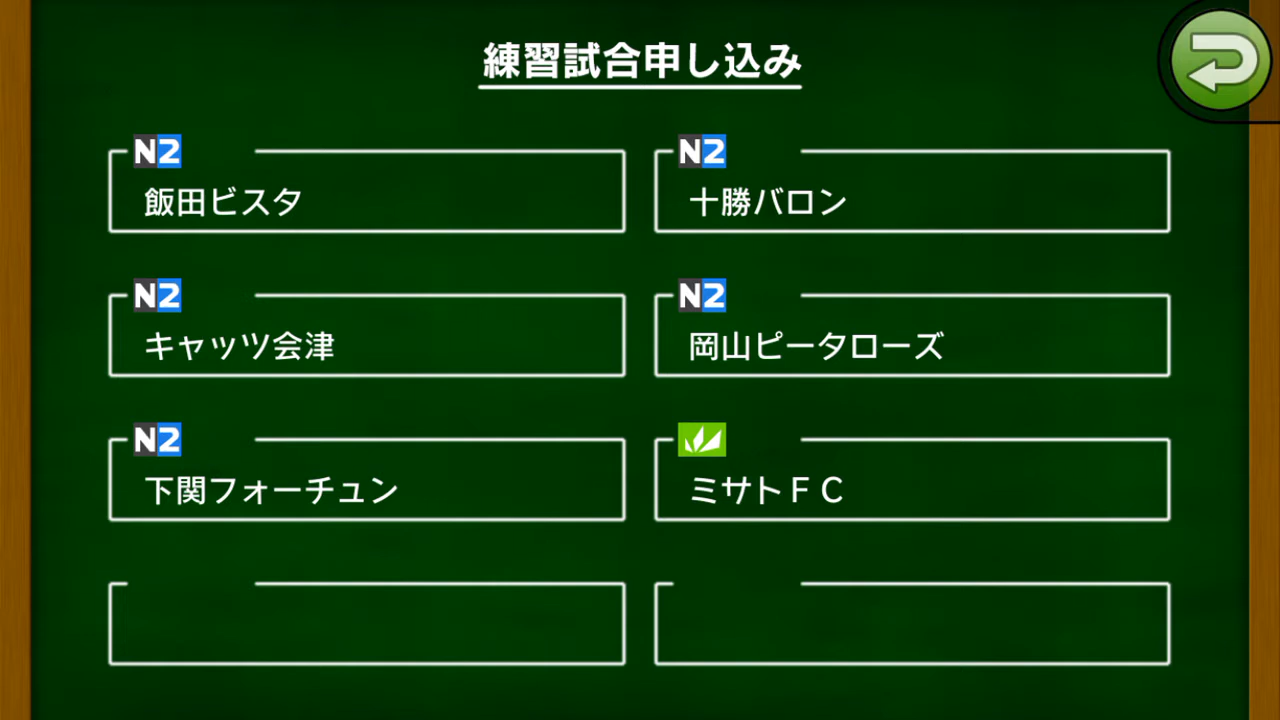 練習試合申し込み
N2
飯田ビスタ
N2
十勝バロン
N2
キャッツ会津
N2
岡山ピータローズ
N2
下関フォーチュン
ミサトＦＣ